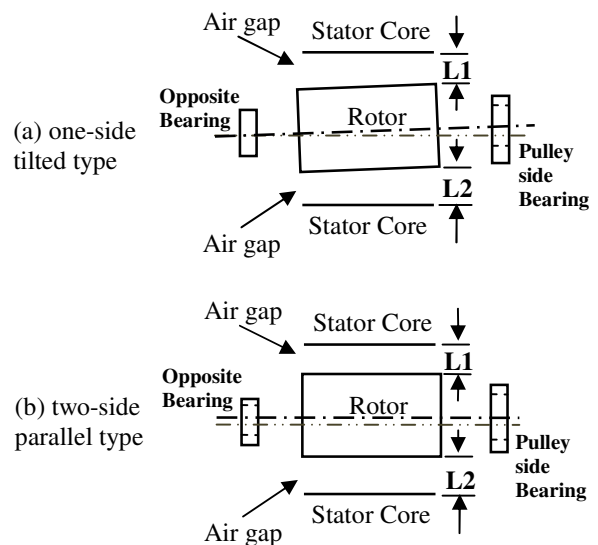 Air gap
Stator Core
L1
Opposite
Bearing
Rotor
(a) one-side
tilted type
Pulley
side
Bearing
L2
Stator Core
Air gap
Air gap
Stator Core
L1
Opposite
Bearing
Rotor
(b) two-side
parallel type
Pulley
side
Bearing
L2
Stator Core
Air gap